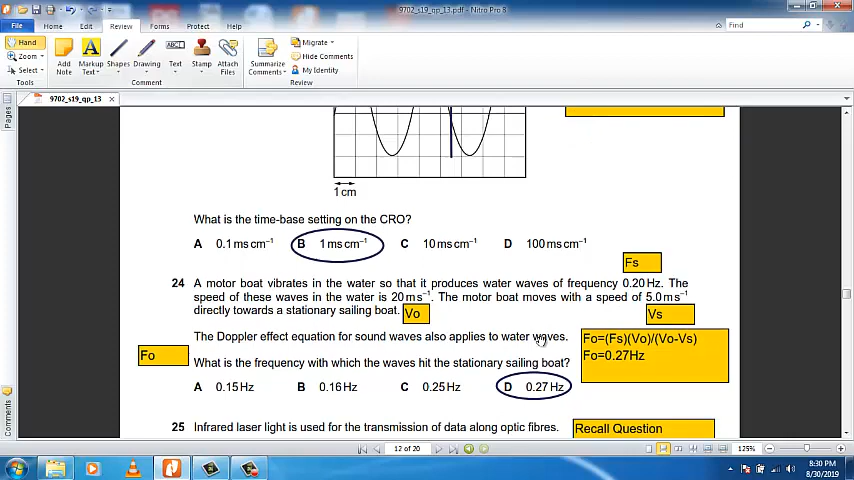 9702_s19_qp_13.pdf - Nitro Pro 8
File Home Edit Review Forms Protect Help Find
Hand
Zoom
Select
Tools
Add Note
Markup Text
Shapes
Drawing
Text
Stamp
Attach Files
Comment
Summarize Comments
Migrate
Hide Comments
My Identity
Review
9702_s19_qp_13
Pages
Comments
1 cm
What is the time-base setting on the CRO?
A 0.1 ms cm⁻¹ B 1 ms cm⁻¹ C 10 ms cm⁻¹ D 100 ms cm⁻¹
Fs
24 A motor boat vibrates in the water so that it produces water waves of frequency 0.20 Hz. The
speed of these waves in the water is 20 m s⁻¹. The motor boat moves with a speed of 5.0 m s⁻¹
directly towards a stationary sailing boat.
Vo
Vs
The Doppler effect equation for sound waves also applies to water waves.
Fo=(Fs)(Vo)/(Vo-Vs)
Fo=0.27Hz
Fo
What is the frequency with which the waves hit the stationary sailing boat?
A 0.15 Hz B 0.16 Hz C 0.25 Hz D 0.27 Hz
25 Infrared laser light is used for the transmission of data along optic fibres.
Recall Question
12 of 20
125%
8:30 PM
8/30/2019